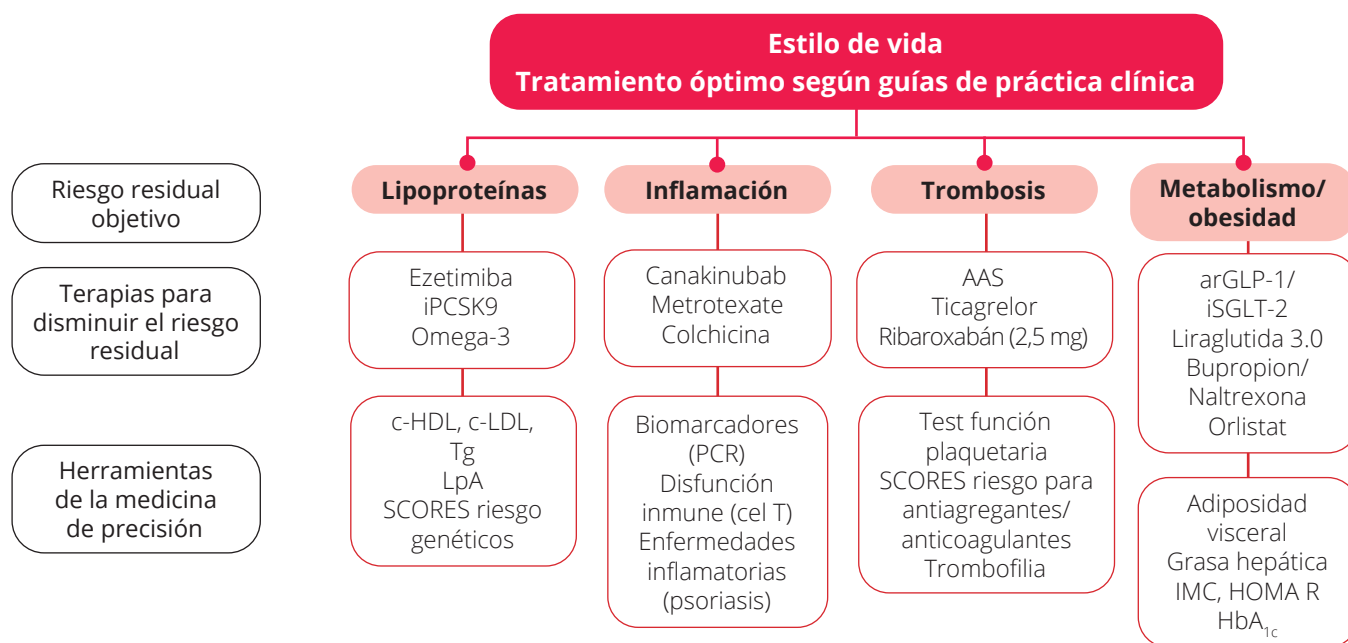 Estilo de vida
Tratamiento óptimo según guías de práctica clínica
Riesgo residual
objetivo
Lipoproteínas
Inflamación
Trombosis
Metabolismo/
obesidad
Terapias para
disminuir el riesgo
residual
Ezetimiba
iPCSK9
Omega-3
Canakinubab
Metrotexate
Colchicina
AAS
Ticagrelor
Ribaroxabán (2,5 mg)
arGLP-1/
iSGLT-2
Liraglutida 3.0
Bupropion/
Naltrexona
Orlistat
Herramientas
de la medicina
de precisión
c-HDL, c-LDL,
Tg
LpA
SCORES riesgo
genéticos
Biomarcadores
(PCR)
Disfunción
inmune (cel T)
Enfermedades
inflamatorias
(psoriasis)
Test función
plaquetaria
SCORES riesgo para
antiagregantes/
anticoagulantes
Trombofilia
Adiposidad
visceral
Grasa hepática
IMC, HOMA R
HbA1c